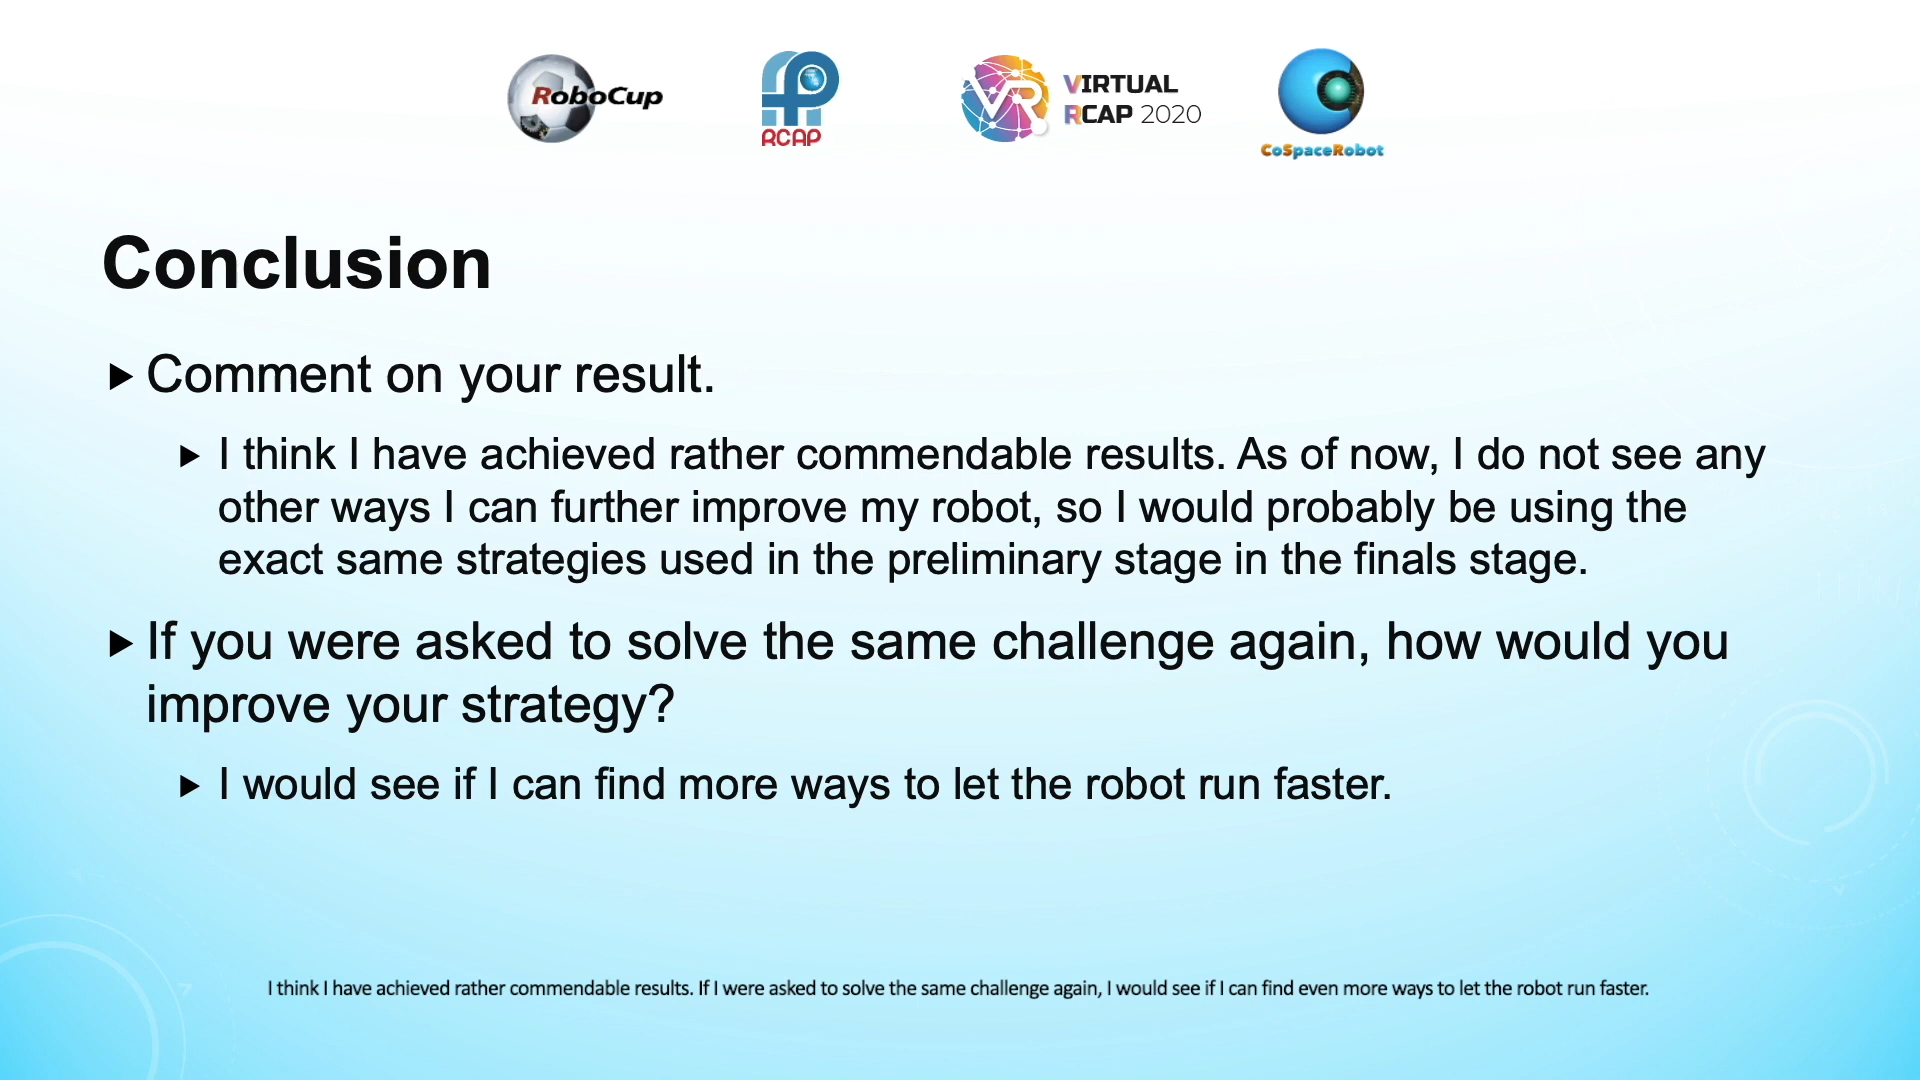 RoboCup
RCAP
VR
VIRTUAL
RCAP 2020
CoSpaceRobot
Conclusion
Comment on your result.
I think I have achieved rather commendable results. As of now, I do not see any
other ways I can further improve my robot, so I would probably be using the
exact same strategies used in the preliminary stage in the finals stage.
If you were asked to solve the same challenge again, how would you
improve your strategy?
I would see if I can find more ways to let the robot run faster.
I think I have achieved rather commendable results. If I were asked to solve the same challenge again, I would see if I can find even more ways to let the robot run faster.